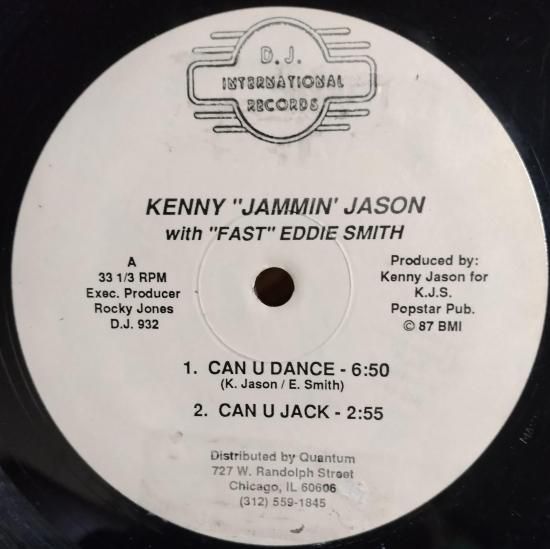 D.J.
INTERNATIONAL
RECORDS
KENNY "JAMMIN' JASON
with "FAST" EDDIE SMITH
A
33 1/3 RPM
Exec. Producer
Rocky Jones
D.J. 932
Produced by:
Kenny Jason for
K.J.S.
Popstar Pub.
© 87 BMI
1. CAN U DANCE - 6:50
(K. Jason / E. Smith)
2. CAN U JACK - 2:55
Distributed by Quantum
727 W. Randolph Street
Chicago, IL 60606
(312) 559-1845